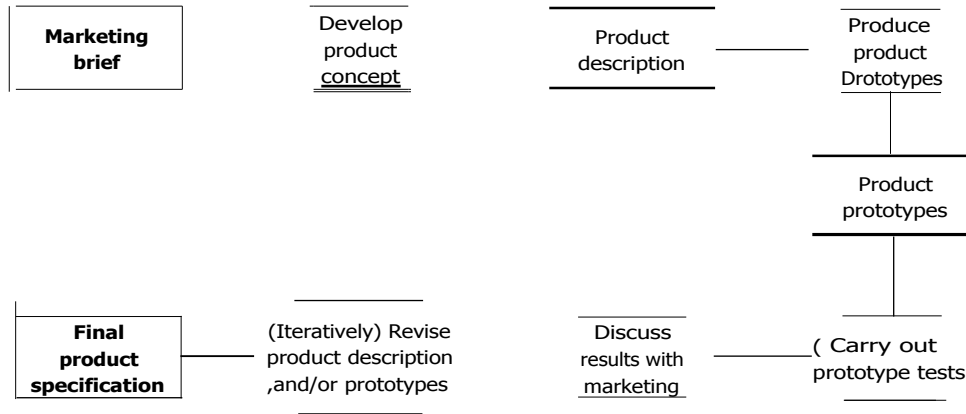 Marketing
brief
Develop
product
concept
Product
description
Produce
product
Drototypes
Product
prototypes
Final
product
specification
(Iteratively) Revise
product description
,and/or prototypes
Discuss
results with
marketing
( Carry out
prototype tests